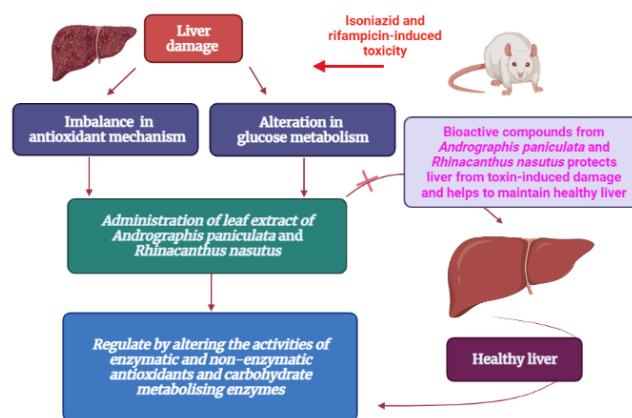 Liver
damage
Isoniazid and
rifampicin-induced
toxicity
Imbalance in
antioxidant mechanism
Alteration in
glucose metabolism
Bioactive compounds from
Andrographis paniculata and
Rhinacanthus nasutus protects
liver from toxin-induced damage
and helps to maintain healthy liver
Administration of leaf extract of
Andrographis paniculata and
Rhinacanthus nasutus
Regulate by altering the activities of
enzymatic and non-enzymatic
antioxidants and carbohydrate
metabolising enzymes
Healthy liver